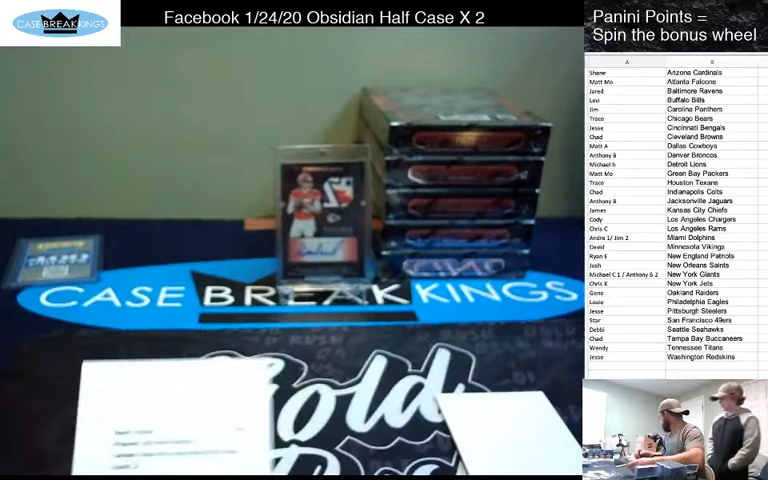 CASE BREAK KINGS
Facebook 1/24/20 Obsidian Half Case X 2
Panini Points =
Spin the bonus wheel
A B
Shane Arizona Cardinals
Matt Mo Atlanta Falcons
Jared Baltimore Ravens
Levi Buffalo Bills
Jim Carolina Panthers
Trace Chicago Bears
Jesse Cincinnati Bengals
Chad Cleveland Browns
Matt A Dallas Cowboys
Anthony B Denver Broncos
Michael h Detroit Lions
Matt Mo Green Bay Packers
Trace Houston Texans
Chad Indianapolis Colts
Anthony B Jacksonville Jaguars
James Kansas City Chiefs
Cody Los Angeles Chargers
Chris C Los Angeles Rams
Andre 1/ Jim 2 Miami Dolphins
David Minnesota Vikings
Ryan E New England Patriots
Josh New Orleans Saints
Michael C 1 / Anthony B 2 New York Giants
Chris K New York Jets
Gene Oakland Raiders
Louie Philadelphia Eagles
Jesse Pittsburgh Steelers
Star San Francisco 49ers
Debbi Seattle Seahawks
Chad Tampa Bay Buccaneers
Wendy Tennessee Titans
Jesse Washington Redskins
CASE BREAK KINGS
Gold